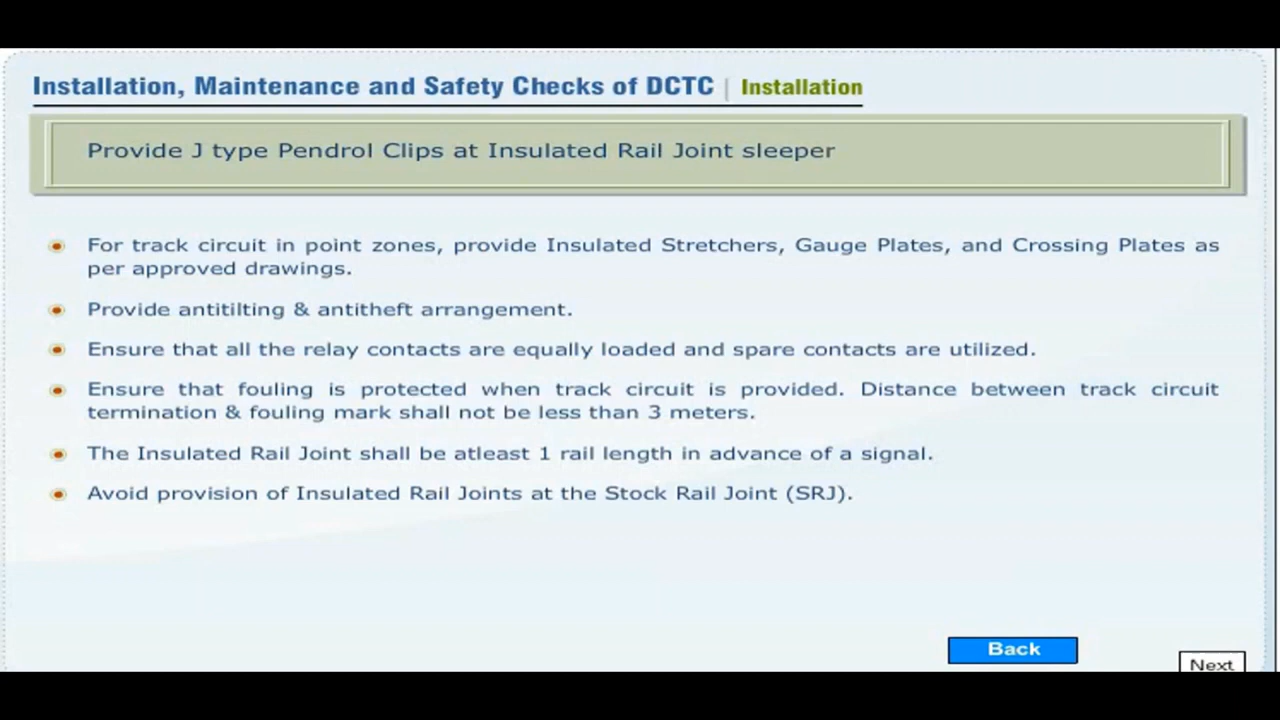 Installation, Maintenance and Safety Checks of DCTC | Installation
Provide J type Pendrol Clips at Insulated Rail Joint sleeper
For track circuit in point zones, provide Insulated Stretchers, Gauge Plates, and Crossing Plates as
per approved drawings.
Provide antitilting & antitheft arrangement.
Ensure that all the relay contacts are equally loaded and spare contacts are utilized.
Ensure that fouling is protected when track circuit is provided. Distance between track circuit
termination & fouling mark shall not be less than 3 meters.
The Insulated Rail Joint shall be atleast 1 rail length in advance of a signal.
Avoid provision of Insulated Rail Joints at the Stock Rail Joint (SRJ).
Back
Next